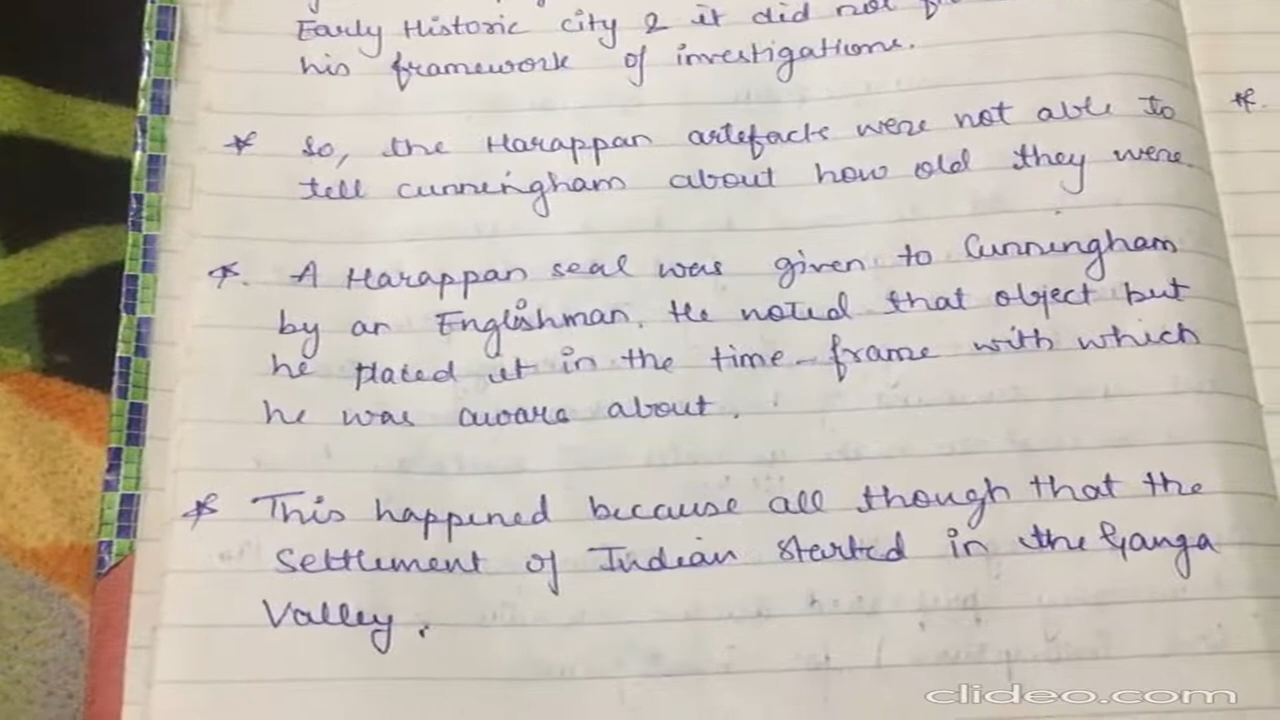 Early Historic city & it did not
his framework of investigations.
* So, the Harappan artefacts were not able to
tell cunningham about how old they were
*. A Harappan seal was given to Cunningham
by an Englishman. He noted that object but
he placed it in the time-frame with which
he was aware about.
* This happened because all though that the
Settlement of Indian started in the Ganga
Valley.
*.
clideo.com